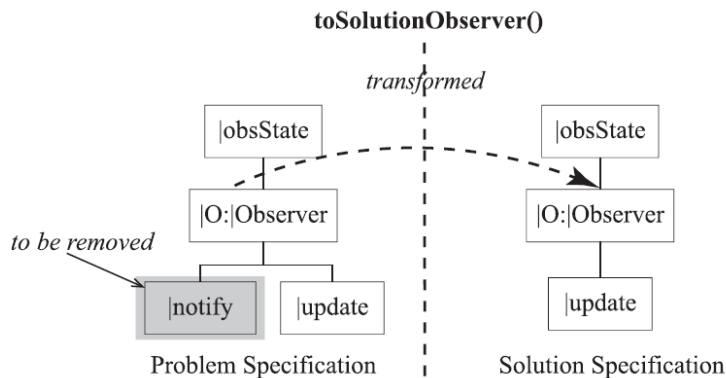 toSolutionObserver()
transformed
|obsState
|obsState
|O:|Observer
|O:|Observer
to be removed
|notify
|update
|update
Problem Specification
Solution Specification